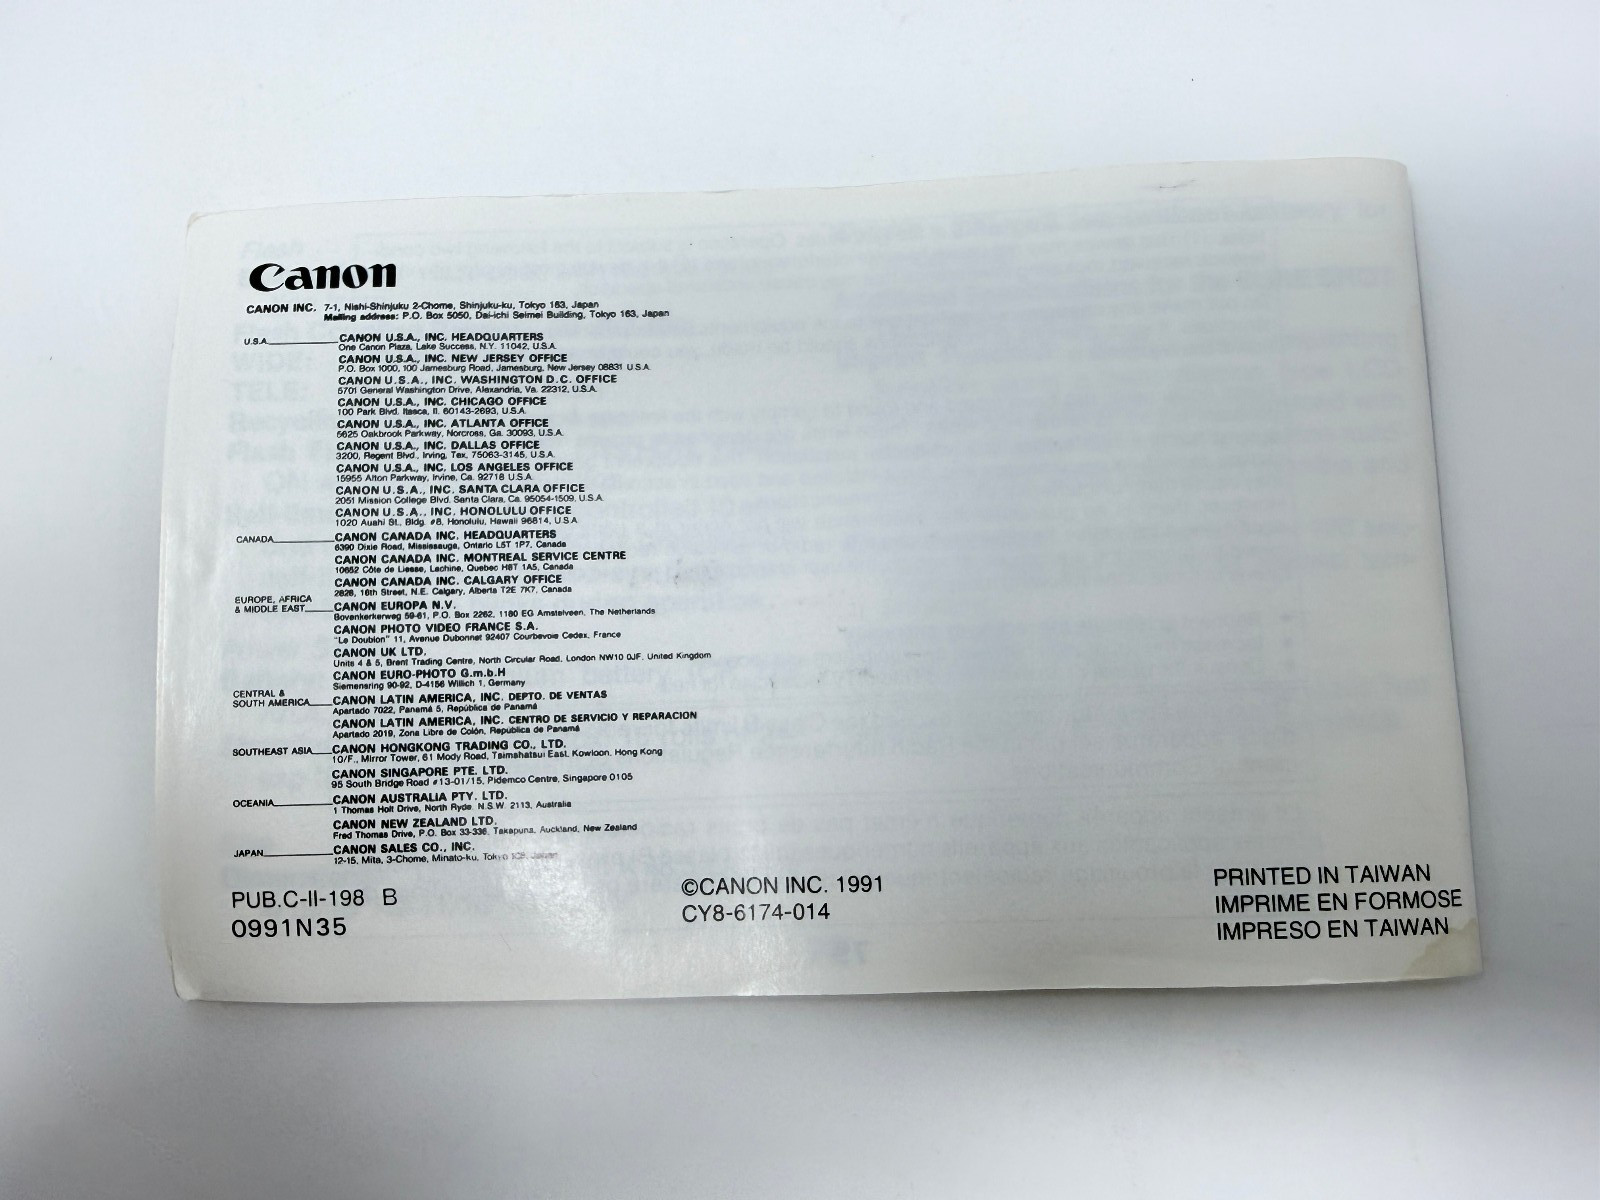 Canon
CANON INC. 7-1, Nishi-Shinjuku 2-Chome, Shinjuku-ku, Tokyo 163, Japan
Mailing address: P.O. Box 5050, Dai-ichi Seimei Building, Tokyo 163, Japan
U.S.A. CANON U.S.A., INC. HEADQUARTERS
One Canon Plaza, Lake Success, N.Y. 11042, U.S.A.
CANON U.S.A., INC. NEW JERSEY OFFICE
P.O. Box 1000, 100 Jamesburg Road, Jamesburg, New Jersey 08831 U.S.A.
CANON U.S.A., INC. WASHINGTON D.C. OFFICE
5701 General Washington Drive, Alexandria, Va. 22312, U.S.A.
CANON U.S.A., INC. CHICAGO OFFICE
100 Park Blvd. Itasca, Il. 60143-2693, U.S.A.
CANON U.S.A., INC. ATLANTA OFFICE
5625 Oakbrook Parkway, Norcross, Ga. 30093, U.S.A.
CANON U.S.A., INC. DALLAS OFFICE
3200, Regent Blvd., Irving, Tex. 75063-3145, U.S.A.
CANON U.S.A., INC. LOS ANGELES OFFICE
15955 Alton Parkway, Irvine, Ca. 92718 U.S.A.
CANON U.S.A., INC. SANTA CLARA OFFICE
2051 Mission College Blvd. Santa Clara, Ca. 95054-1509, U.S.A.
CANON U.S.A., INC. HONOLULU OFFICE
1020 Auahi St., Bldg. #8, Honolulu, Hawaii 96814, U.S.A.
CANADA CANON CANADA INC. HEADQUARTERS
6390 Dixie Road, Mississauga, Ontario L5T 1P7, Canada
CANON CANADA INC. MONTREAL SERVICE CENTRE
10652 Côte de Liesse, Lachine, Quebec H8T 1A5, Canada
CANON CANADA INC. CALGARY OFFICE
2828, 16th Street, N.E. Calgary, Alberta T2E 7K7, Canada
EUROPE, AFRICA
& MIDDLE EAST CANON EUROPA N.V.
Bovenkerkerweg 59-61, P.O. Box 2262, 1180 EG Amstelveen, The Netherlands
CANON PHOTO VIDEO FRANCE S.A.
"Le Doublon" 11, Avenue Dubonnet 92407 Courbevoie Cedex, France
CANON UK LTD.
Units 4 & 5, Brent Trading Centre, North Circular Road, London NW10 0JF, United Kingdom
CANON EURO-PHOTO G.m.b.H
Siemensring 90-92, D-4156 Willich 1, Germany
CENTRAL &
SOUTH AMERICA CANON LATIN AMERICA, INC. DEPTO. DE VENTAS
Apartado 7022, Panamá 5, República de Panamá
CANON LATIN AMERICA, INC. CENTRO DE SERVICIO Y REPARACION
Apartado 2019, Zona Libre de Colón, República de Panamá
SOUTHEAST ASIA CANON HONGKONG TRADING CO., LTD.
10/F., Mirror Tower, 61 Mody Road, Tsimshatsui East, Kowloon, Hong Kong
CANON SINGAPORE PTE. LTD.
95 South Bridge Road #13-01/15, Pidemco Centre, Singapore 0105
OCEANIA CANON AUSTRALIA PTY. LTD.
1 Thomas Holt Drive, North Ryde, N.S.W. 2113, Australia
CANON NEW ZEALAND LTD.
Fred Thomas Drive, P.O. Box 33-336, Takapuna, Auckland, New Zealand
JAPAN CANON SALES CO., INC.
12-15, Mita, 3-Chome, Minato-ku, Tokyo 108, Japan
PUB.C-II-198 B
0991N35
©CANON INC. 1991
CY8-6174-014
PRINTED IN TAIWAN
IMPRIME EN FORMOSE
IMPRESO EN TAIWAN